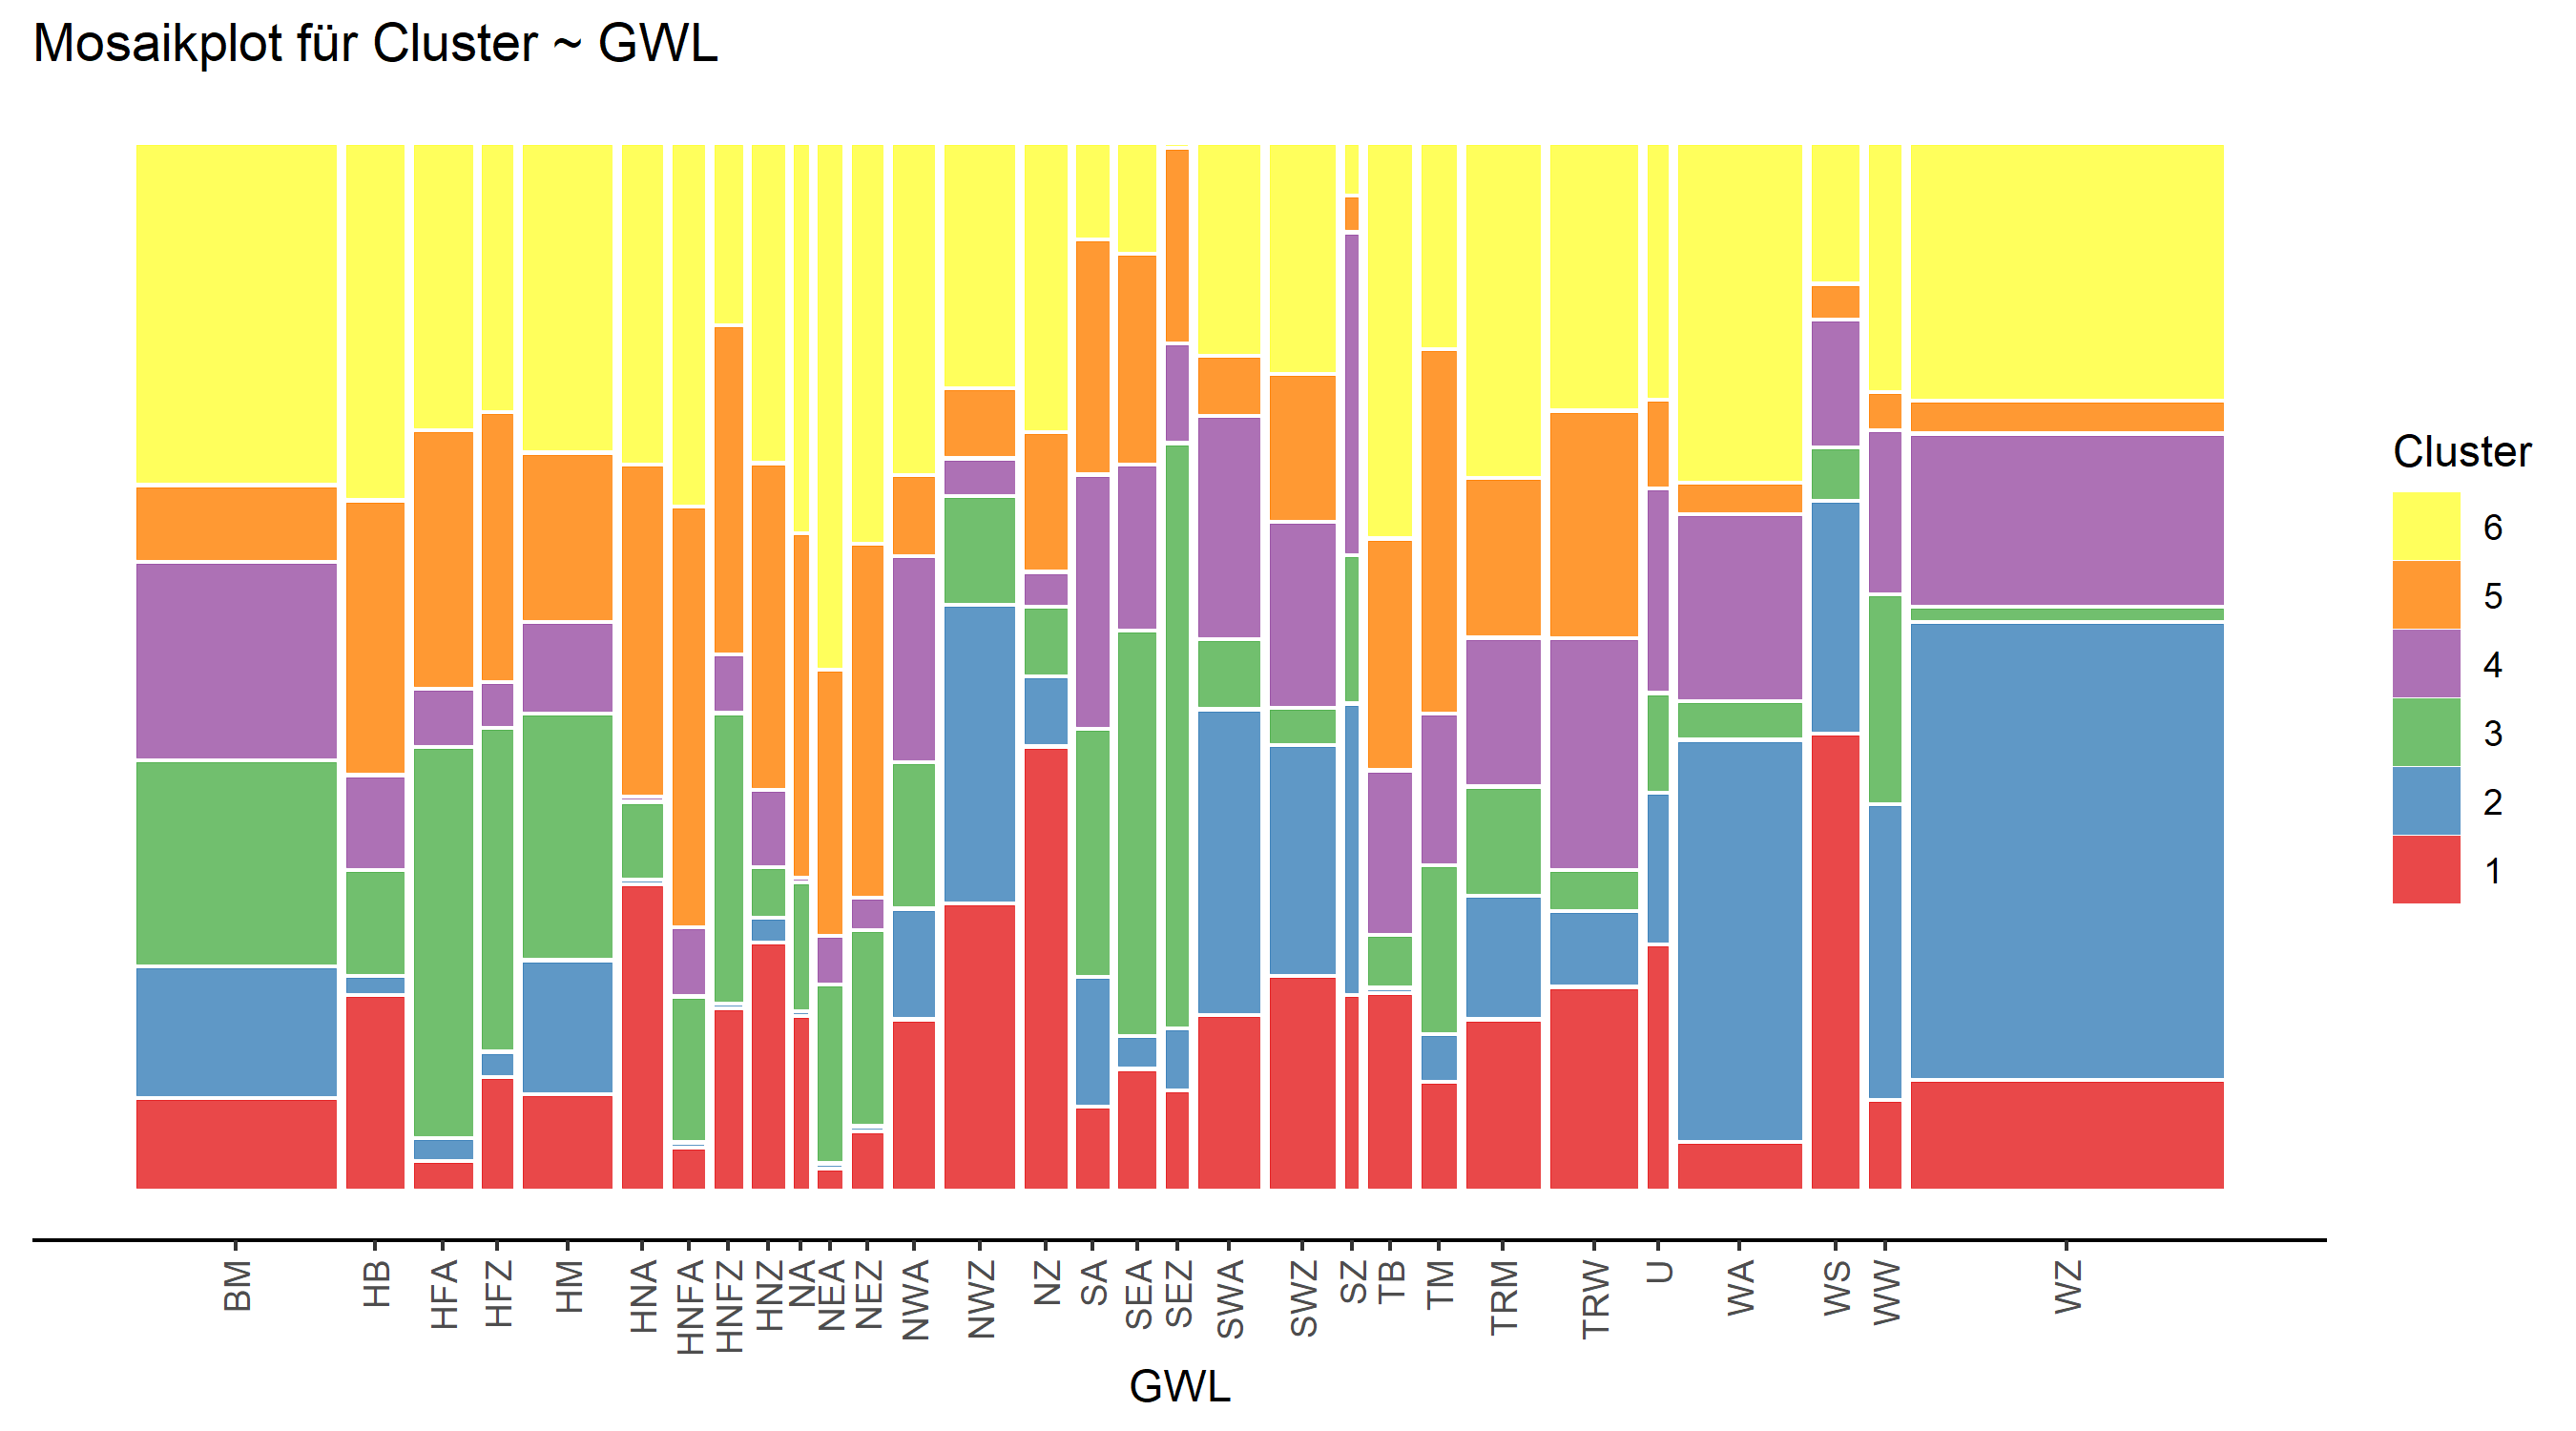 Mosaikplot für Cluster ~ GWL
Cluster
6
5
4
3
2
1
BM
HB
HFA
HFZ
HM
HNA
HNFA
HNFZ
HNZ
NA
NEA
NEZ
NWA
NWZ
NZ
SA
SEA
SEZ
SWA
SWZ
SZ
TB
TM
TRM
TRW
U
WA
WS
WW
WZ
GWL